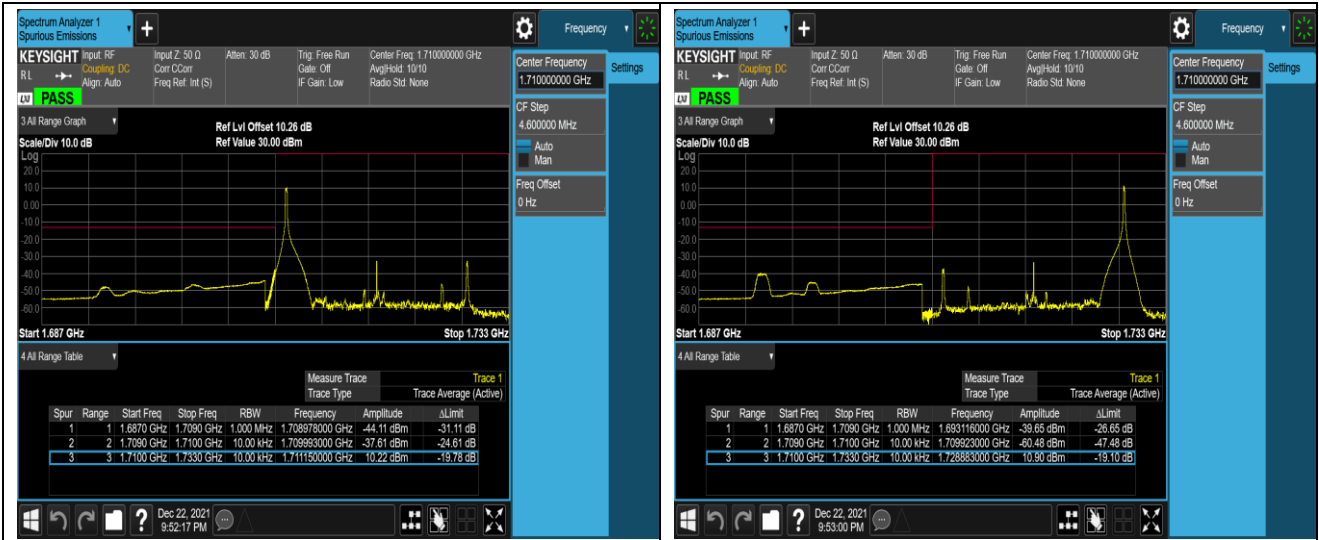 Spectrum Analyzer 1
Spurious Emissions
+
Frequency
KEYSIGHT Input: RF Input Z: 50 Ω Atten: 30 dB Trig: Free Run Center Freq: 1.710000000 GHz
Coupling: DC Corr CCorr Gate: Off Avg|Hold: 10/10
RL Align: Auto Freq Ref: Int (S) IF Gain: Low Radio Std: None
LXI PASS
Center Frequency
1.710000000 GHz
Settings
CF Step
4.600000 MHz
Auto
Man
Freq Offset
0 Hz
3 All Range Graph
Ref Lvl Offset 10.26 dB
Scale/Div 10.0 dB Ref Value 30.00 dBm
Log
20.0
10.0
0.00
-10.0
-20.0
-30.0
-40.0
-50.0
-60.0
Start 1.687 GHz Stop 1.733 GHz
4 All Range Table
Measure Trace Trace 1
Trace Type Trace Average (Active)
Spur Range Start Freq Stop Freq RBW Frequency Amplitude ΔLimit
1 1 1.6870 GHz 1.7090 GHz 1.000 MHz 1.708978000 GHz -44.11 dBm -31.11 dB
2 2 1.7090 GHz 1.7100 GHz 10.00 kHz 1.709993000 GHz -37.61 dBm -24.61 dB
3 3 1.7100 GHz 1.7330 GHz 10.00 kHz 1.711150000 GHz 10.22 dBm -19.78 dB
? Dec 22, 2021
9:52:17 PM
Spectrum Analyzer 1
Spurious Emissions
+
Frequency
KEYSIGHT Input: RF Input Z: 50 Ω Atten: 30 dB Trig: Free Run Center Freq: 1.710000000 GHz
Coupling: DC Corr CCorr Gate: Off Avg|Hold: 10/10
RL Align: Auto Freq Ref: Int (S) IF Gain: Low Radio Std: None
LXI PASS
Center Frequency
1.710000000 GHz
Settings
CF Step
4.600000 MHz
Auto
Man
Freq Offset
0 Hz
3 All Range Graph
Ref Lvl Offset 10.26 dB
Scale/Div 10.0 dB Ref Value 30.00 dBm
Log
20.0
10.0
0.00
-10.0
-20.0
-30.0
-40.0
-50.0
-60.0
Start 1.687 GHz Stop 1.733 GHz
4 All Range Table
Measure Trace Trace 1
Trace Type Trace Average (Active)
Spur Range Start Freq Stop Freq RBW Frequency Amplitude ΔLimit
1 1 1.6870 GHz 1.7090 GHz 1.000 MHz 1.693116000 GHz -39.65 dBm -26.65 dB
2 2 1.7090 GHz 1.7100 GHz 10.00 kHz 1.709923000 GHz -60.48 dBm -47.48 dB
3 3 1.7100 GHz 1.7330 GHz 10.00 kHz 1.728883000 GHz 10.90 dBm -19.10 dB
? Dec 22, 2021
9:53:00 PM